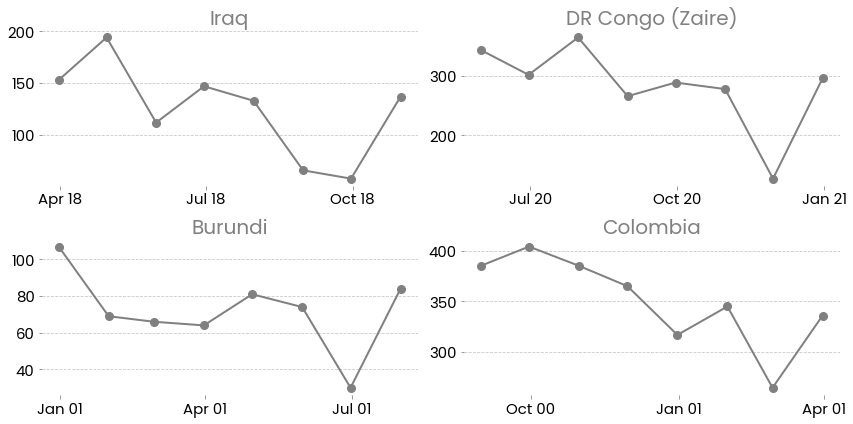 Iraq
200
150
100
Apr 18
Jul 18
Oct 18
DR Congo (Zaire)
300
200
Jul 20
Oct 20
Jan 21
Burundi
100
80
60
40
Jan 01
Apr 01
Jul 01
Colombia
400
350
300
Oct 00
Jan 01
Apr 01